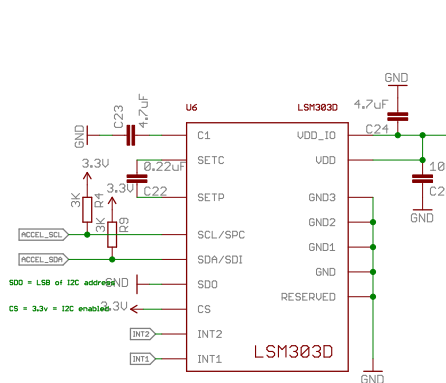 GND
4.7uF
C24
U6
LSM303D
C23
4.7uF
GND
C1
VDD_IO
3.3V
0.22uF
C22
SETC
VDD
10
C2
GND
3K
R4
3.3V
3K
R9
SETP
GND3
GND2
ACCEL_SCL
SCL/SPC
GND1
ACCEL_SDA
SDA/SDI
GND
SDO = LSB of I2C address
GND
SDO
RESERVED
CS = 3.3v = I2C enabled
3.3V
CS
INT2
INT2
INT1
INT1
LSM303D
GND